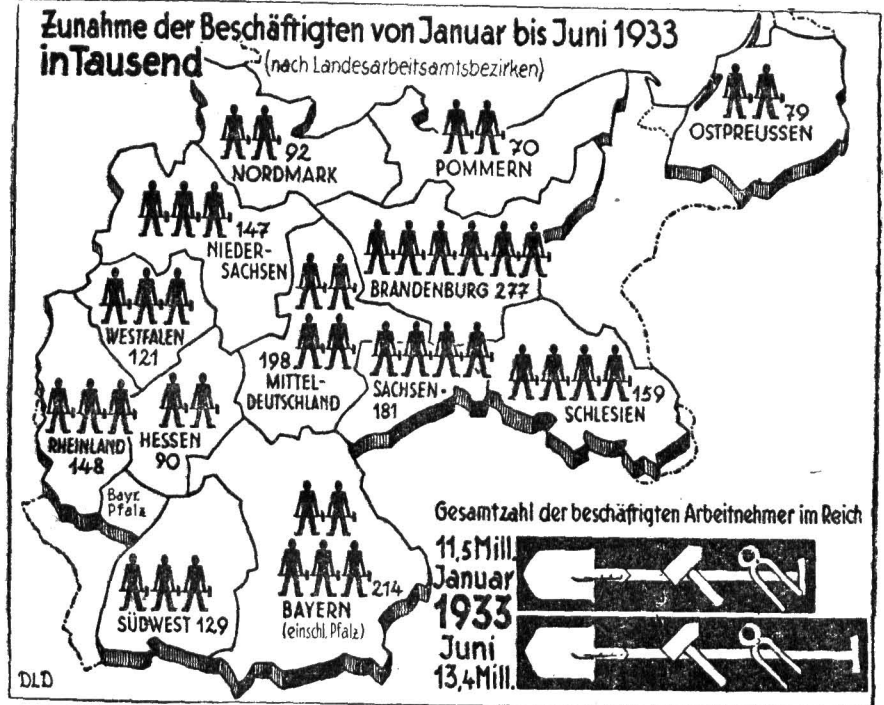 Zunahme der Beschäftigten von Januar bis Juni 1933
in Tausend (nach Landesarbeitsamtsbezirken)
79
OSTPREUSSEN
92
NORDMARK
70
POMMERN
147
NIEDER-
SACHSEN
BRANDENBURG 277
WESTFALEN
121
198
MITTEL-
DEUTSCHLAND
SACHSEN-
181
159
SCHLESIEN
RHEINLAND
148
HESSEN
90
Bayr.
Pfalz
SÜDWEST 129
214
BAYERN
(einschl. Pfalz)
Gesamtzahl der beschäftigten Arbeitnehmer im Reich
11,5 Mill.
Januar
1933
Juni
13,4 Mill.
DLD